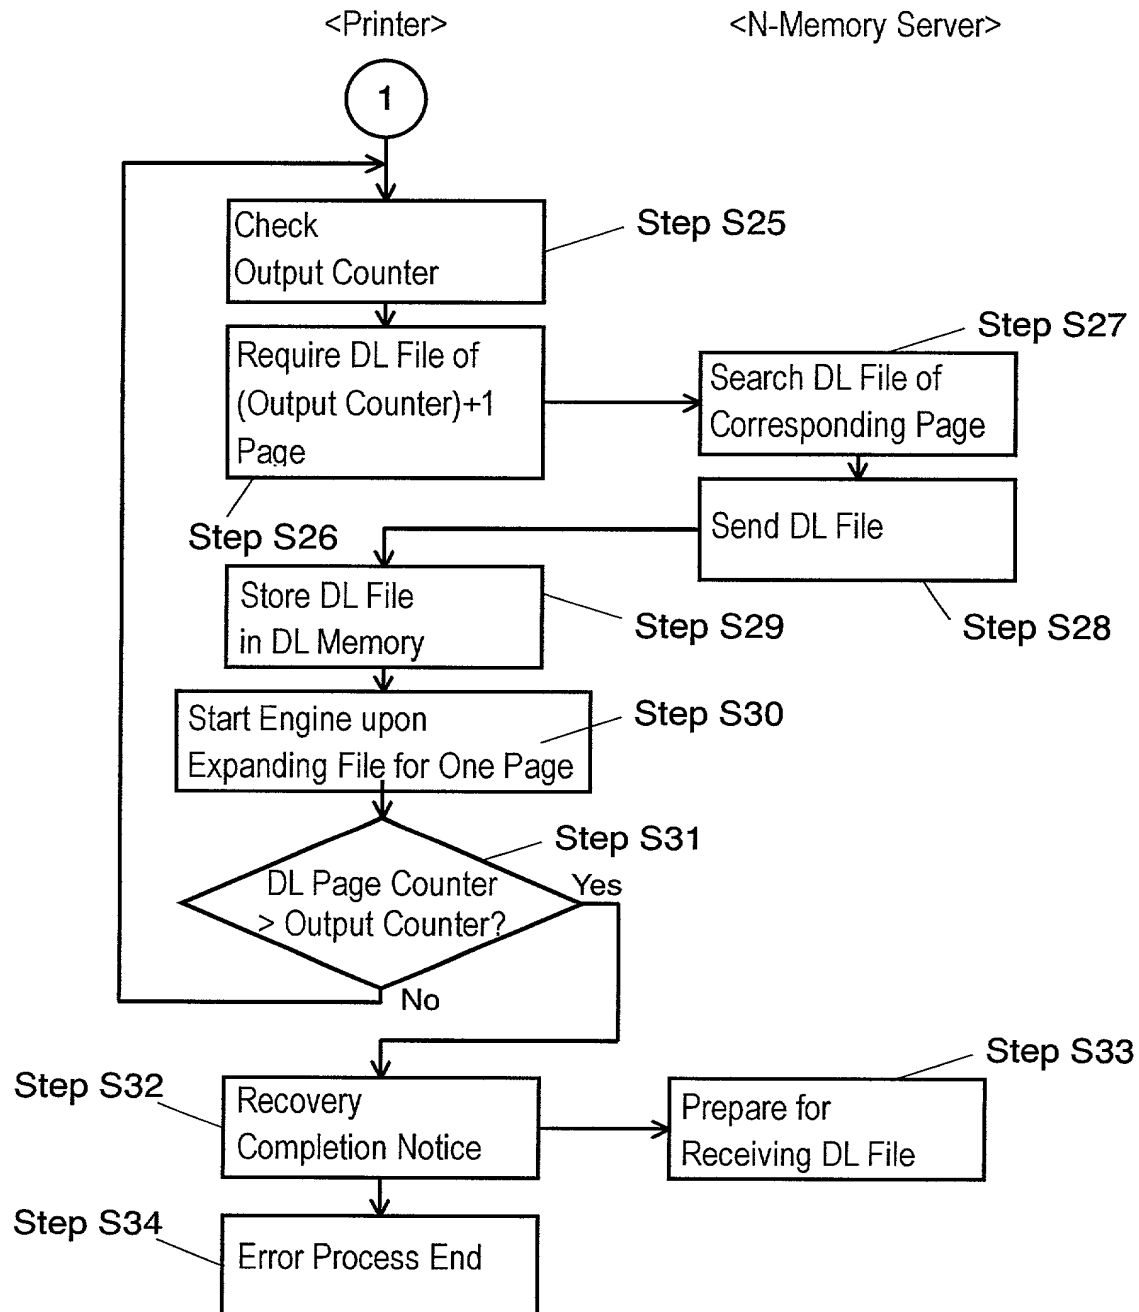 <Printer>
<N-Memory Server>
1
Check
Output Counter
Step S25
Require DL File of
(Output Counter)+1
Page
Step S26
Step S27
Search DL File of
Corresponding Page
Send DL File
Step S28
Store DL File
in DL Memory
Step S29
Start Engine upon
Expanding File for One Page
Step S30
Step S31
DL Page Counter
> Output Counter?
Yes
No
Step S32
Recovery
Completion Notice
Step S33
Prepare for
Receiving DL File
Step S34
Error Process End